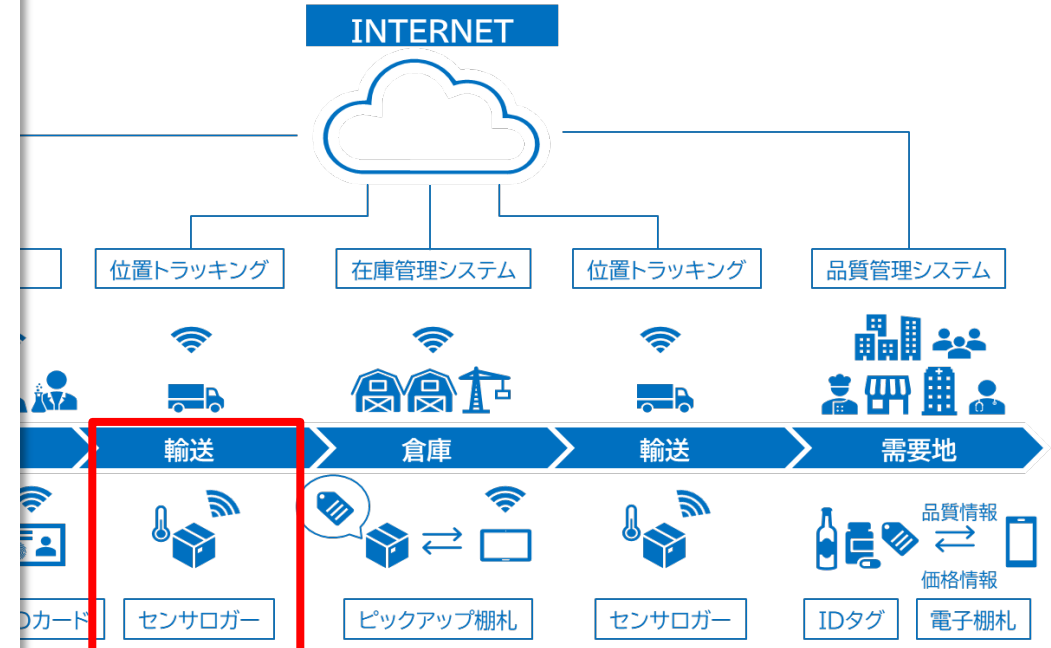 INTERNET
位置トラッキング
在庫管理システム
位置トラッキング
品質管理システム
輸送
倉庫
輸送
需要地
品質情報
価格情報
カード
センサロガー
ピックアップ棚札
センサロガー
IDタグ
電子棚札